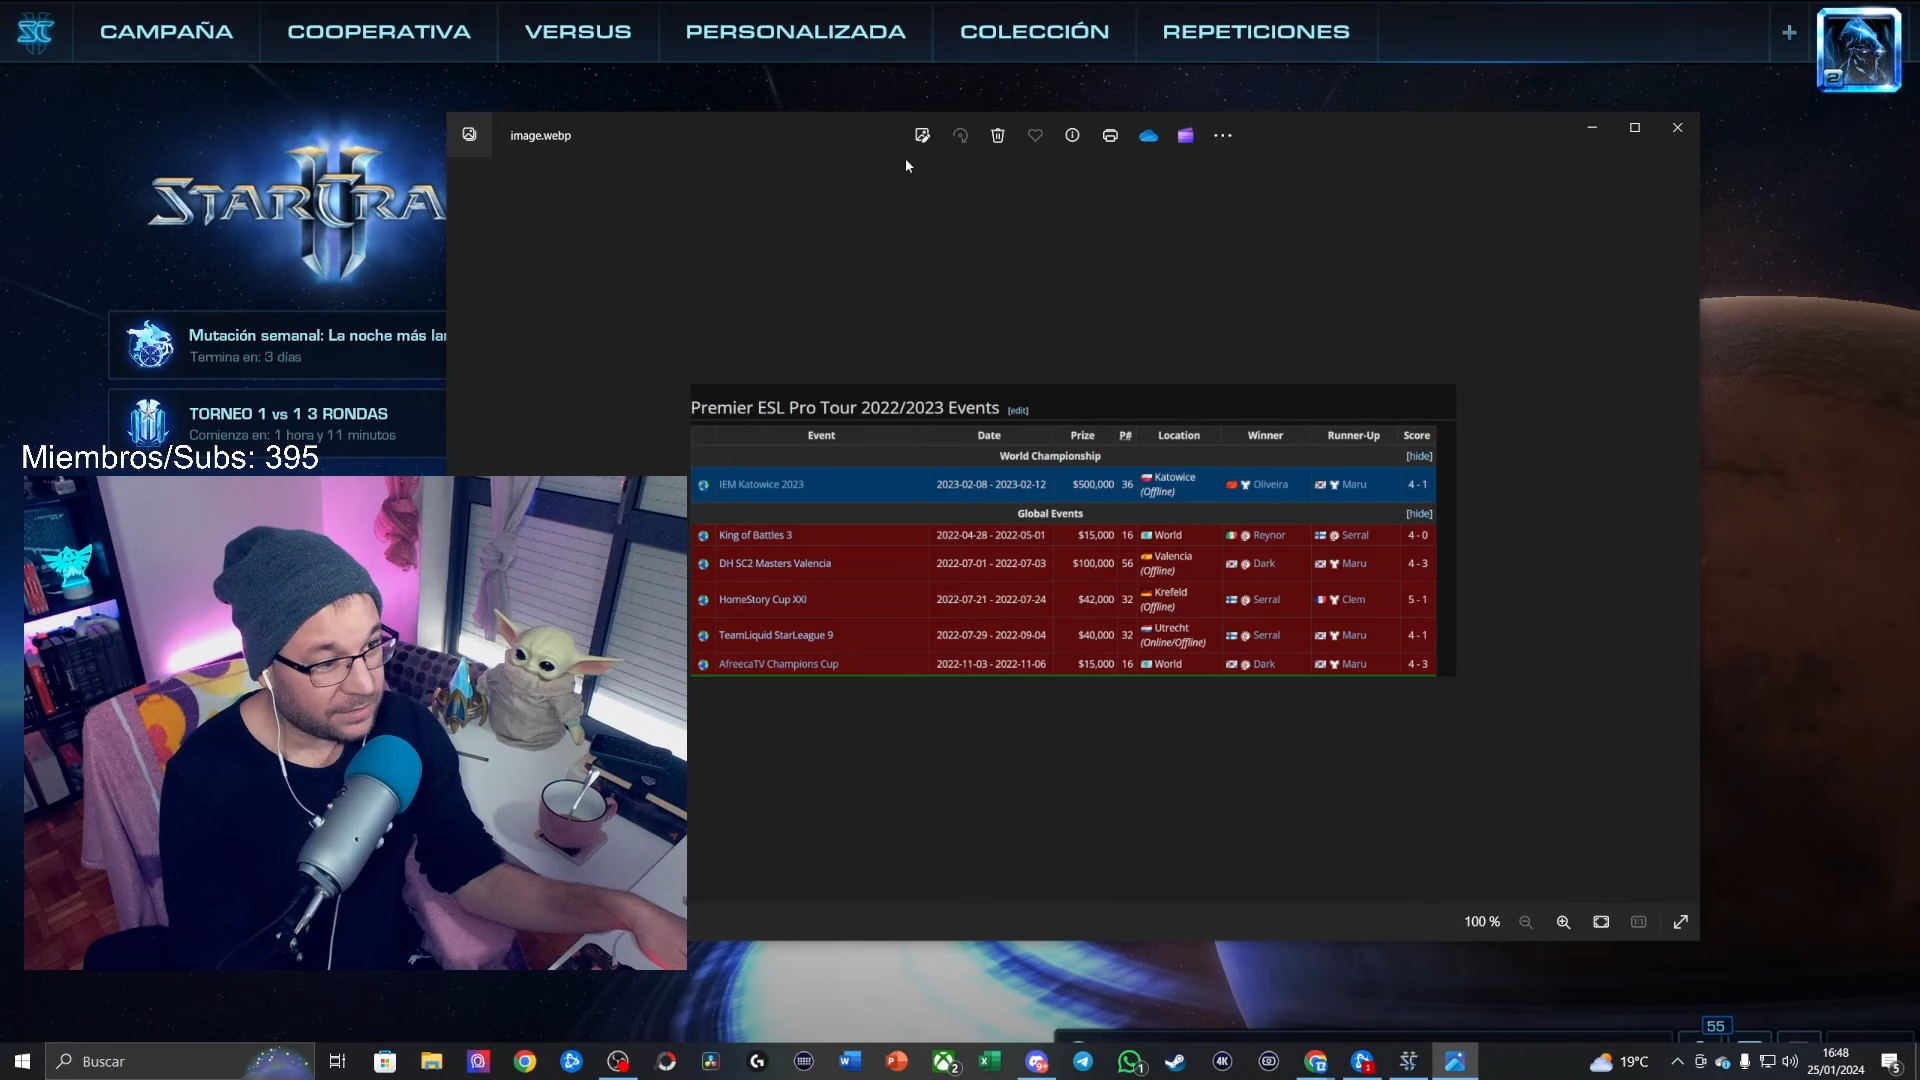 CAMPAÑA COOPERATIVA VERSUS PERSONALIZADA COLECCIÓN REPETICIONES
2
image.webp
STARCRA
II
Mutación semanal: La noche más lar
Termina en: 3 días
TORNEO 1 vs 1 3 RONDAS
Comienza en: 1 hora y 11 minutos
Miembros/Subs: 395
Premier ESL Pro Tour 2022/2023 Events [edit]
Event Date Prize P# Location Winner Runner-Up Score
World Championship [hide]
IEM Katowice 2023 2023-02-08 - 2023-02-12 $500,000 36 Katowice (Offline) Oliveira Maru 4 - 1
Global Events [hide]
King of Battles 3 2022-04-28 - 2022-05-01 $15,000 16 World Reynor Serral 4 - 0
DH SC2 Masters Valencia 2022-07-01 - 2022-07-03 $100,000 56 Valencia (Offline) Dark Maru 4 - 3
HomeStory Cup XXI 2022-07-21 - 2022-07-24 $42,000 32 Krefeld (Offline) Serral Clem 5 - 1
TeamLiquid StarLeague 9 2022-07-29 - 2022-09-04 $40,000 32 Utrecht (Online/Offline) Serral Maru 4 - 1
AfreecaTV Champions Cup 2022-11-03 - 2022-11-06 $15,000 16 World Dark Maru 4 - 3
100 %
55
Buscar
19°C
16:48
25/01/2024
5